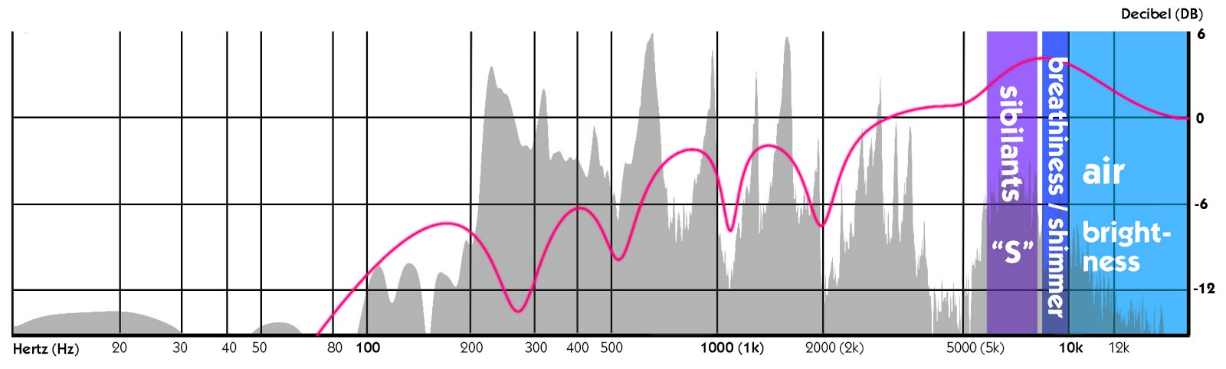 Decibel (DB)
6
0
-6
-12
sibilants
"S"
breathiness / shimmer
air
bright-
ness
Hertz (Hz) 20 30 40 50 80 100 200 300 400 500 1000 (1k) 2000 (2k) 5000 (5k) 10k 12k